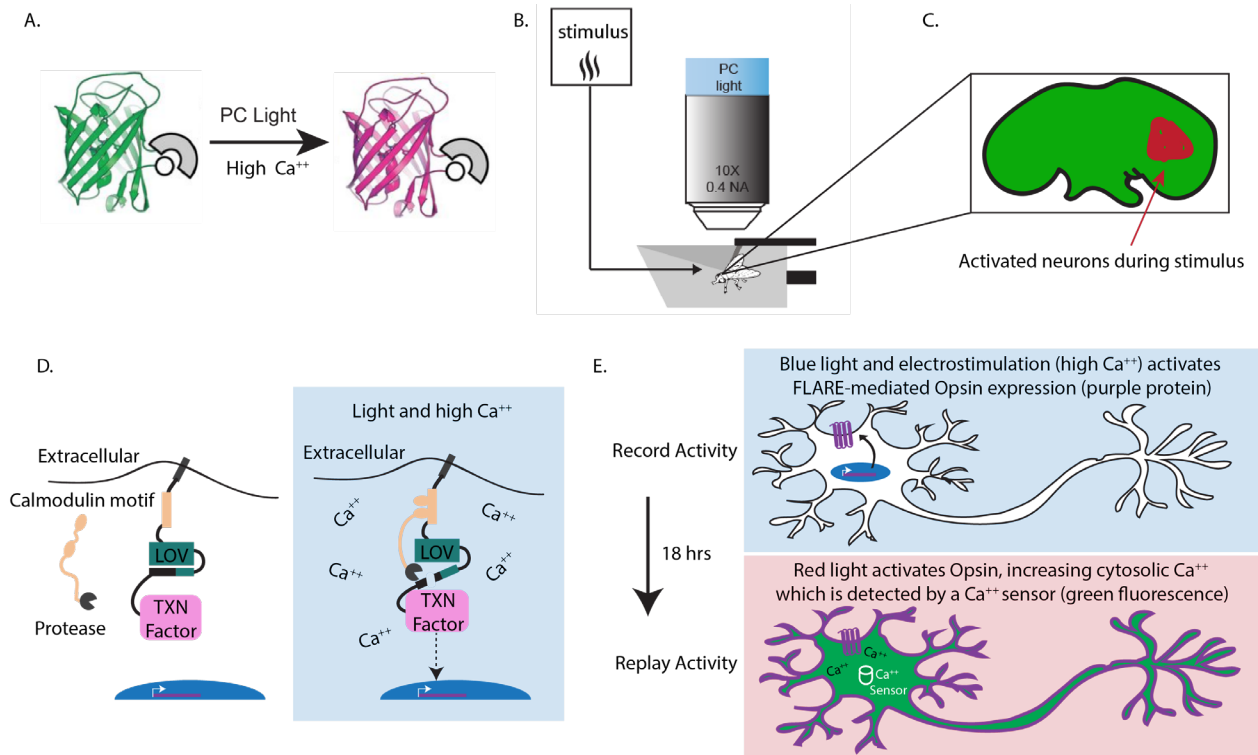 A.
PC Light
High Ca⁺⁺
B.
stimulus
PC
light
10X
0.4 NA
C.
Activated neurons during stimulus
D.
Extracellular
Calmodulin motif
LOV
TXN
Factor
Protease
Light and high Ca⁺⁺
Extracellular
Ca⁺⁺
Ca⁺⁺
LOV
Ca⁺⁺
Ca⁺⁺
TXN
Factor
Ca⁺⁺
E.
Blue light and electrostimulation (high Ca⁺⁺) activates
FLARE-mediated Opsin expression (purple protein)
Record Activity
18 hrs
Red light activates Opsin, increasing cytosolic Ca⁺⁺
which is detected by a Ca⁺⁺ sensor (green fluorescence)
Replay Activity
Ca⁺⁺
Ca⁺⁺
Ca⁺⁺
Sensor